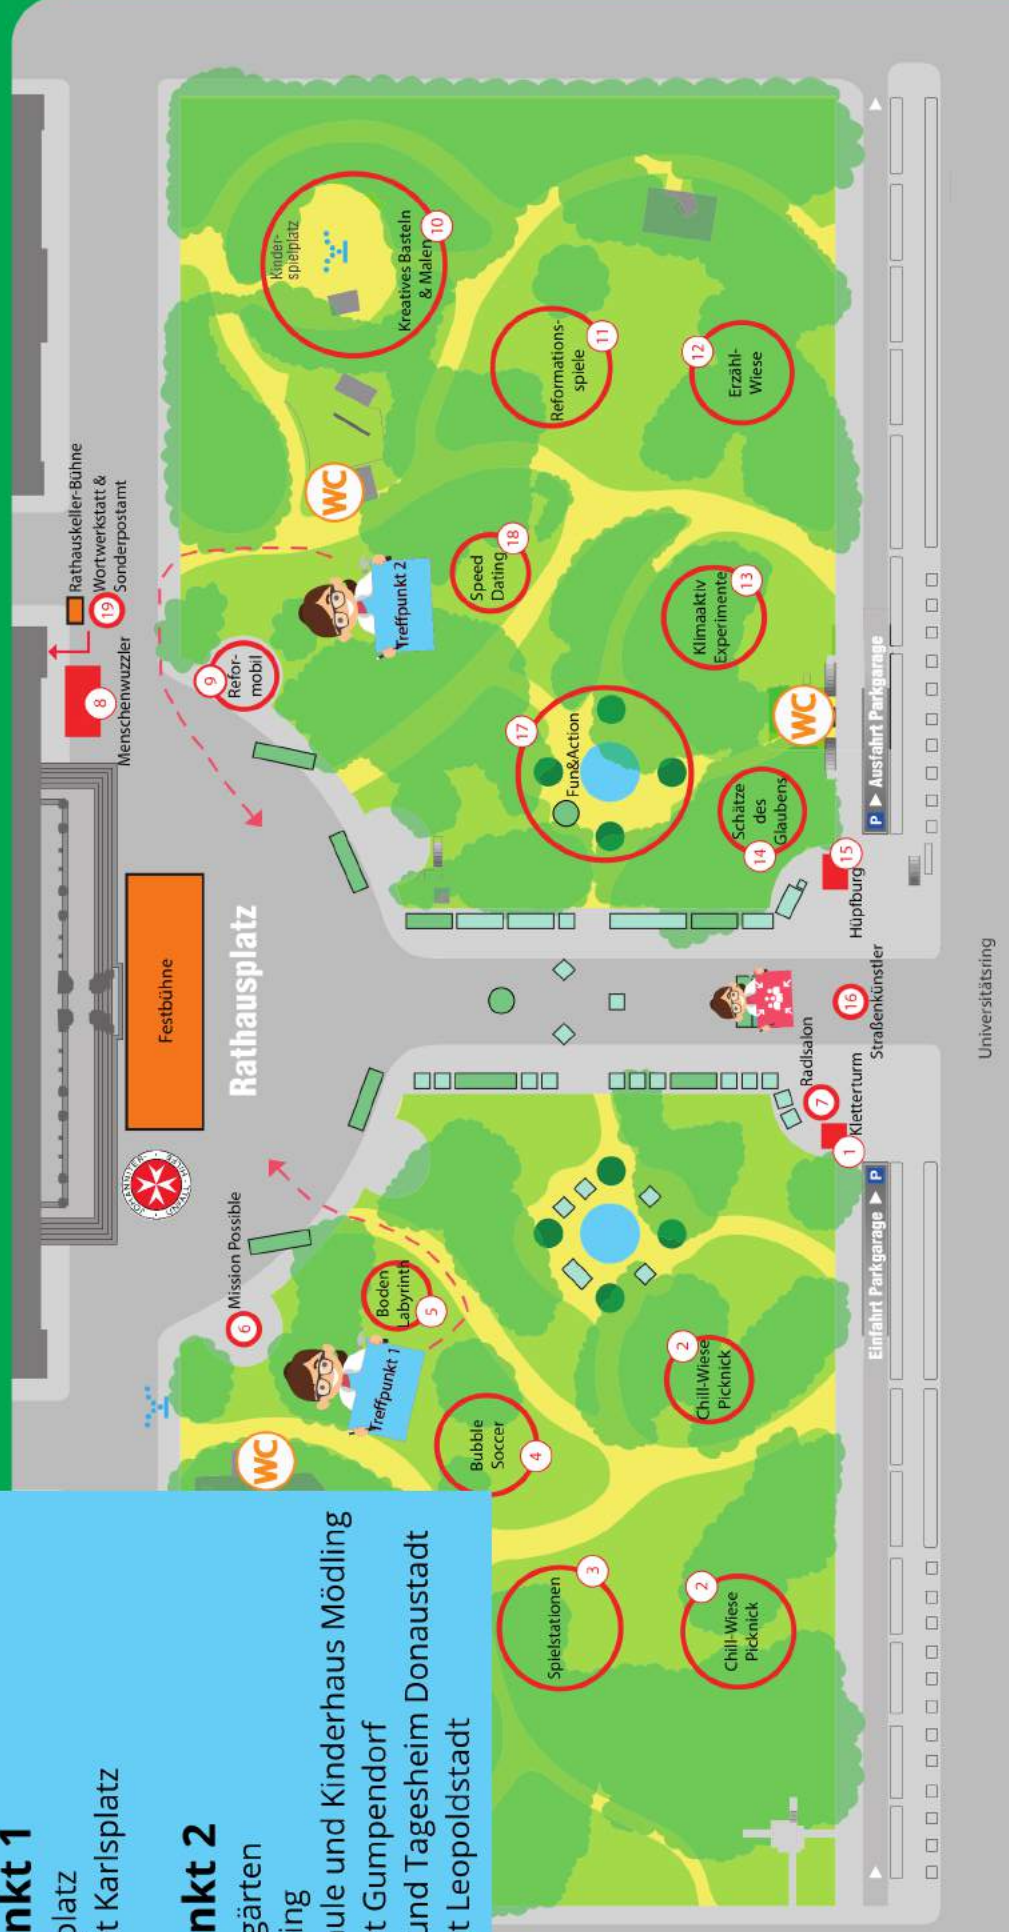 nkt 1
platz
t Karlsplatz
nkt 2
gärten
ing
ule und Kinderhaus Mödling
t Gumpendorf
und Tagesheim Donaustadt
t Leopoldstadt
Rathauskeller-Bühne
19
Wortwerkstatt &
Sonderpostamt
8
Menschenwuzzler
Festbühne
Rathausplatz
JOHANNITER
6
Mission Possible
9
Refor-
mobil
Kinder-
spielplatz
Kreatives Basteln
& Malen
10
WC
WC
Treffpunkt 2
Treffpunkt 1
Boden
Labyrinth
5
Bubble
Soccer
4
Speed
Dating
18
Reformations-
spiele
11
12
Erzähl-
Wiese
Klimaaktiv
Experimente
13
17
Fun&Action
WC
Schätze
des
Glaubens
14
15
Hüpfburg
16
Straßenkünstler
Radlsalon
7
Kletterturm
1
2
Chill-Wiese
Picknick
Spielstationen
3
2
Chill-Wiese
Picknick
Einfahrt Parkgarage P
P Ausfahrt Parkgarage
Universitätsring